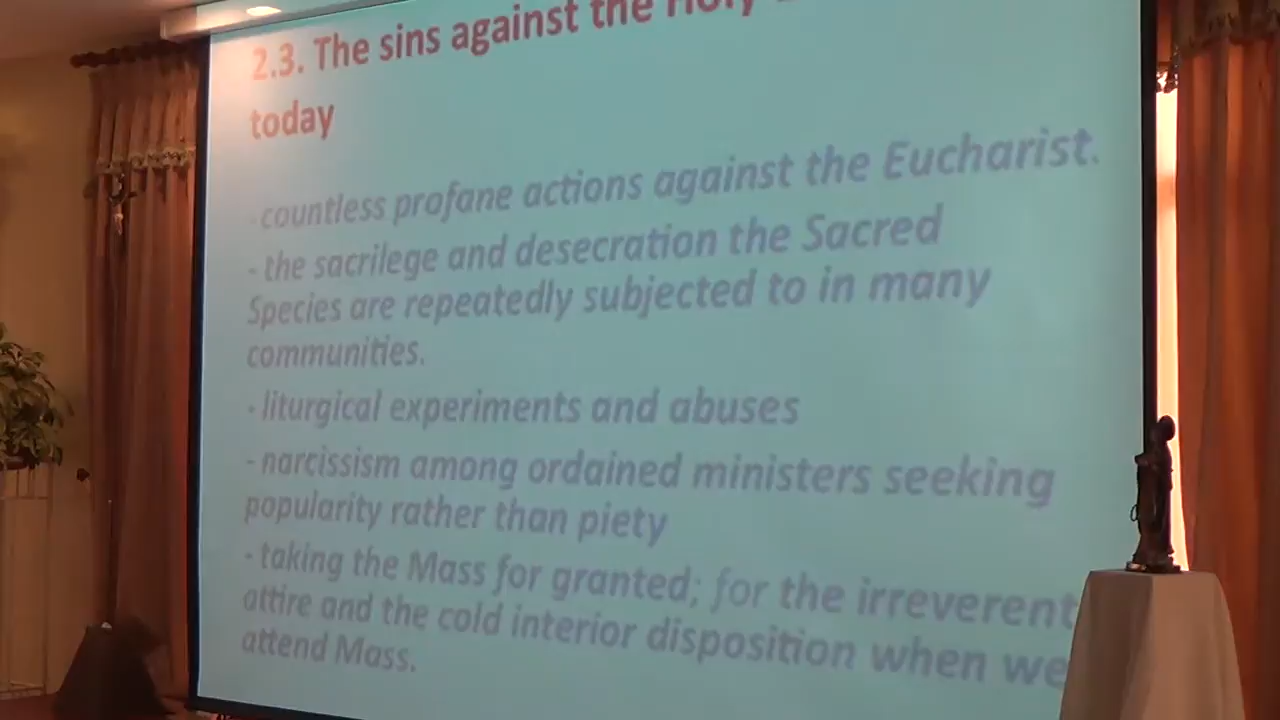 2.3. The sins against the Holy
today
- countless profane actions against the Eucharist.
- the sacrilege and desecration the Sacred
Species are repeatedly subjected to in many
communities.
- liturgical experiments and abuses
- narcissism among ordained ministers seeking
popularity rather than piety
- taking the Mass for granted; for the irreverent
attire and the cold interior disposition when we
attend Mass.